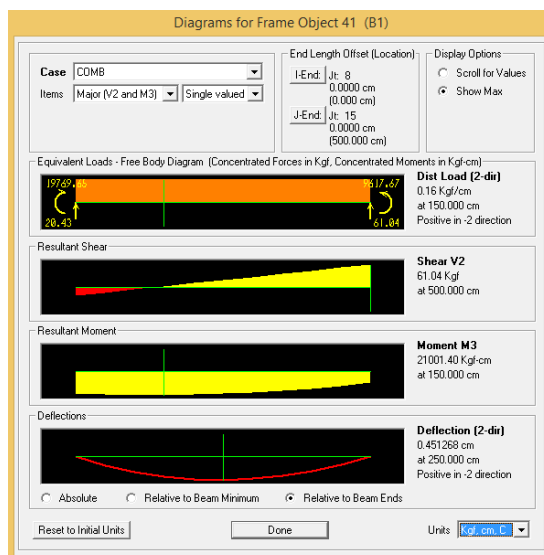 Diagrams for Frame Object 41 (B1)
End Length Offset (Location)
Display Options
Case COMB
Items Major (V2 and M3) Single valued
I-End: Jt: 8
0.0000 cm
(0.000 cm)
J-End: Jt: 15
0.0000 cm
(500.000 cm)
Scroll for Values
Show Max
Equivalent Loads - Free Body Diagram (Concentrated Forces in Kgf, Concentrated Moments in Kgf-cm)
19769.65 9617.67
20.43 61.04
Dist Load (2-dir)
0.16 Kgf/cm
at 150.000 cm
Positive in -2 direction
Resultant Shear
Shear V2
61.04 Kgf
at 500.000 cm
Resultant Moment
Moment M3
21001.40 Kgf-cm
at 150.000 cm
Deflections
Deflection (2-dir)
0.451268 cm
at 250.000 cm
Positive in -2 direction
Absolute Relative to Beam Minimum Relative to Beam Ends
Reset to Initial Units Done Units Kgf, cm, C